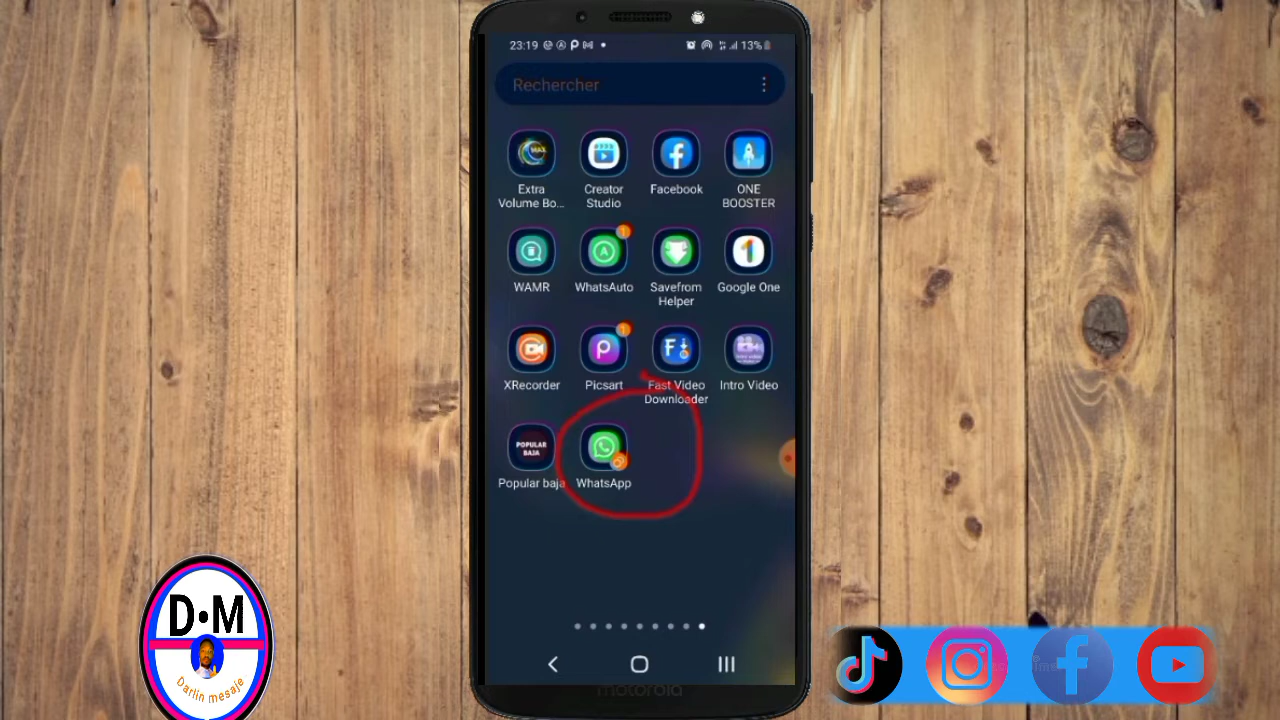 23:19
13%
Rechercher
Extra Volume Bo...
Creator Studio
Facebook
ONE BOOSTER
WAMR
WhatsAuto
Savefrom Helper
Google One
XRecorder
Picsart
Fast Video Downloader
Intro Video
POPULAR BAJA
Popular baja
WhatsApp
motorola
D•M
Darlin mesaje